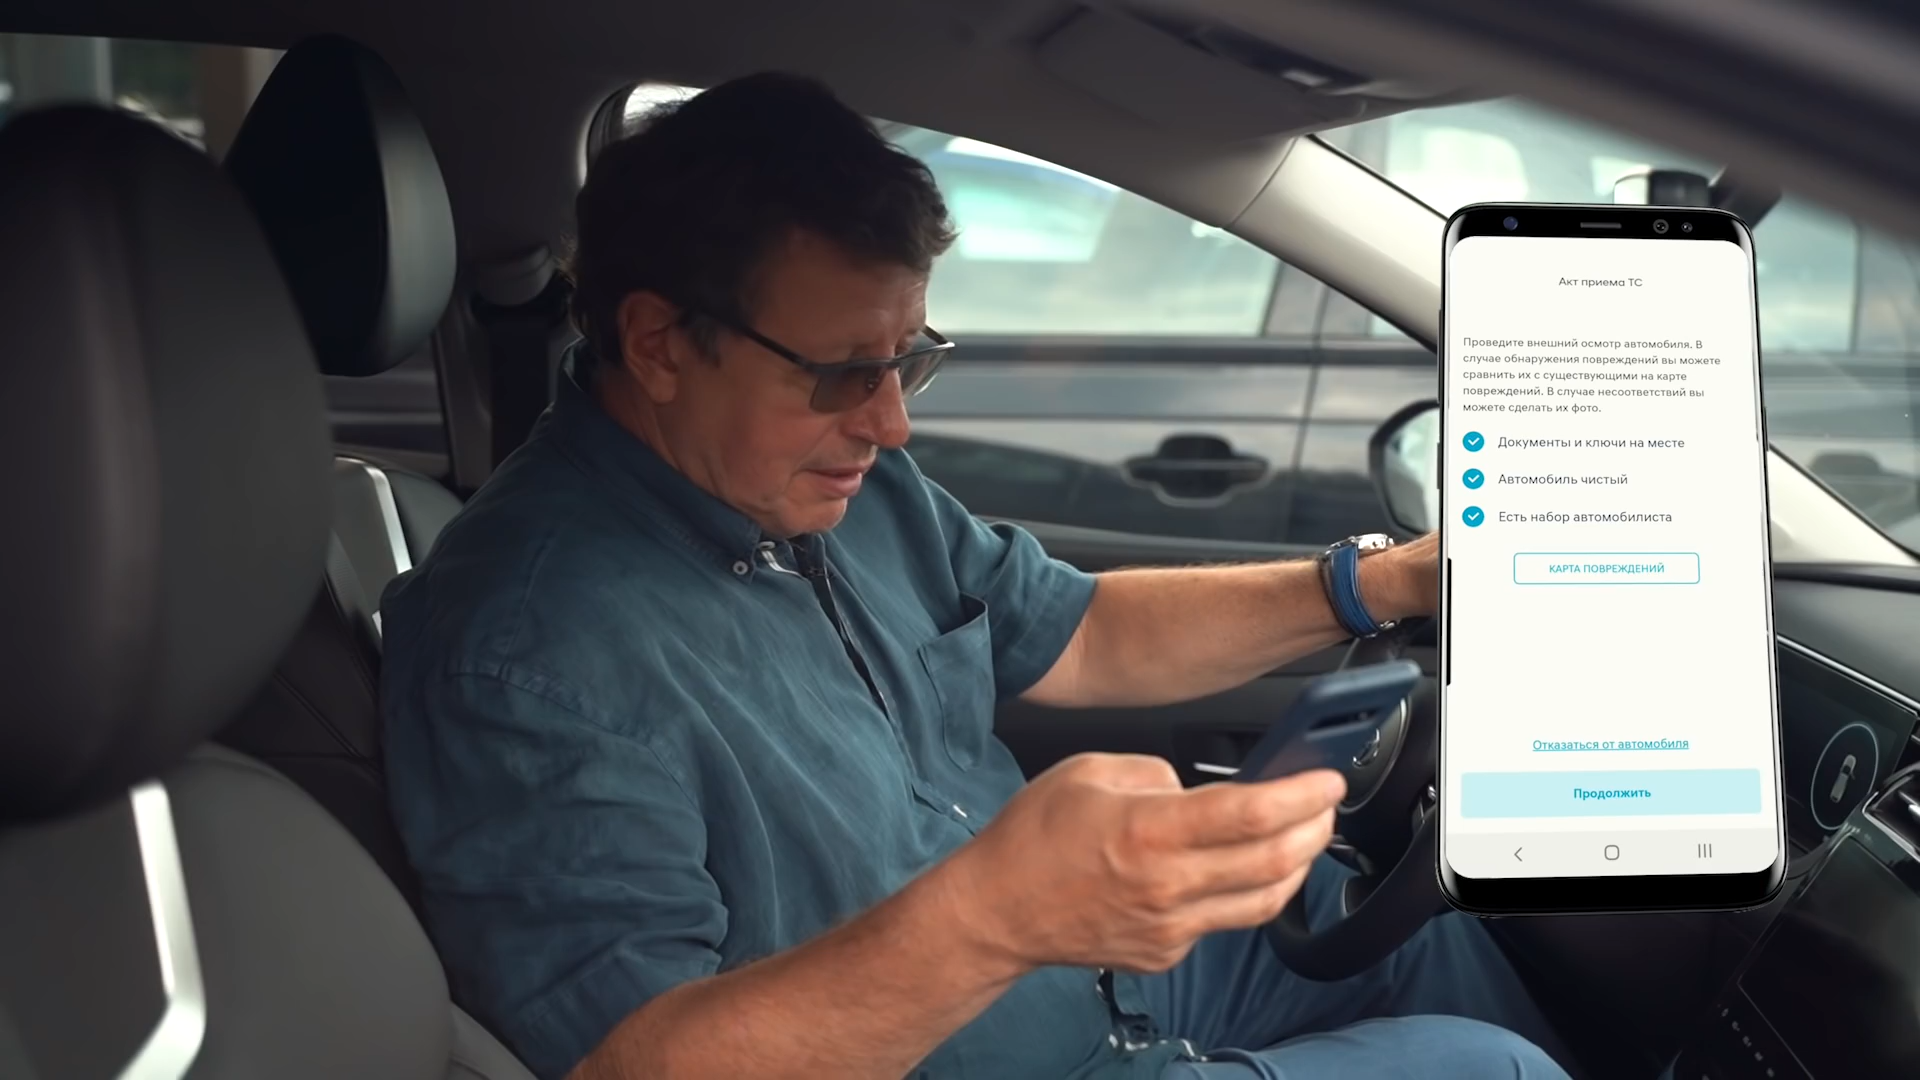 Акт приема ТС
Проведите внешний осмотр автомобиля. В
случае обнаружения повреждений вы можете
сравнить их с существующими на карте
повреждений. В случае несоответствий вы
можете сделать их фото.
Документы и ключи на месте
Автомобиль чистый
Есть набор автомобилиста
КАРТА ПОВРЕЖДЕНИЙ
Отказаться от автомобиля
Продолжить